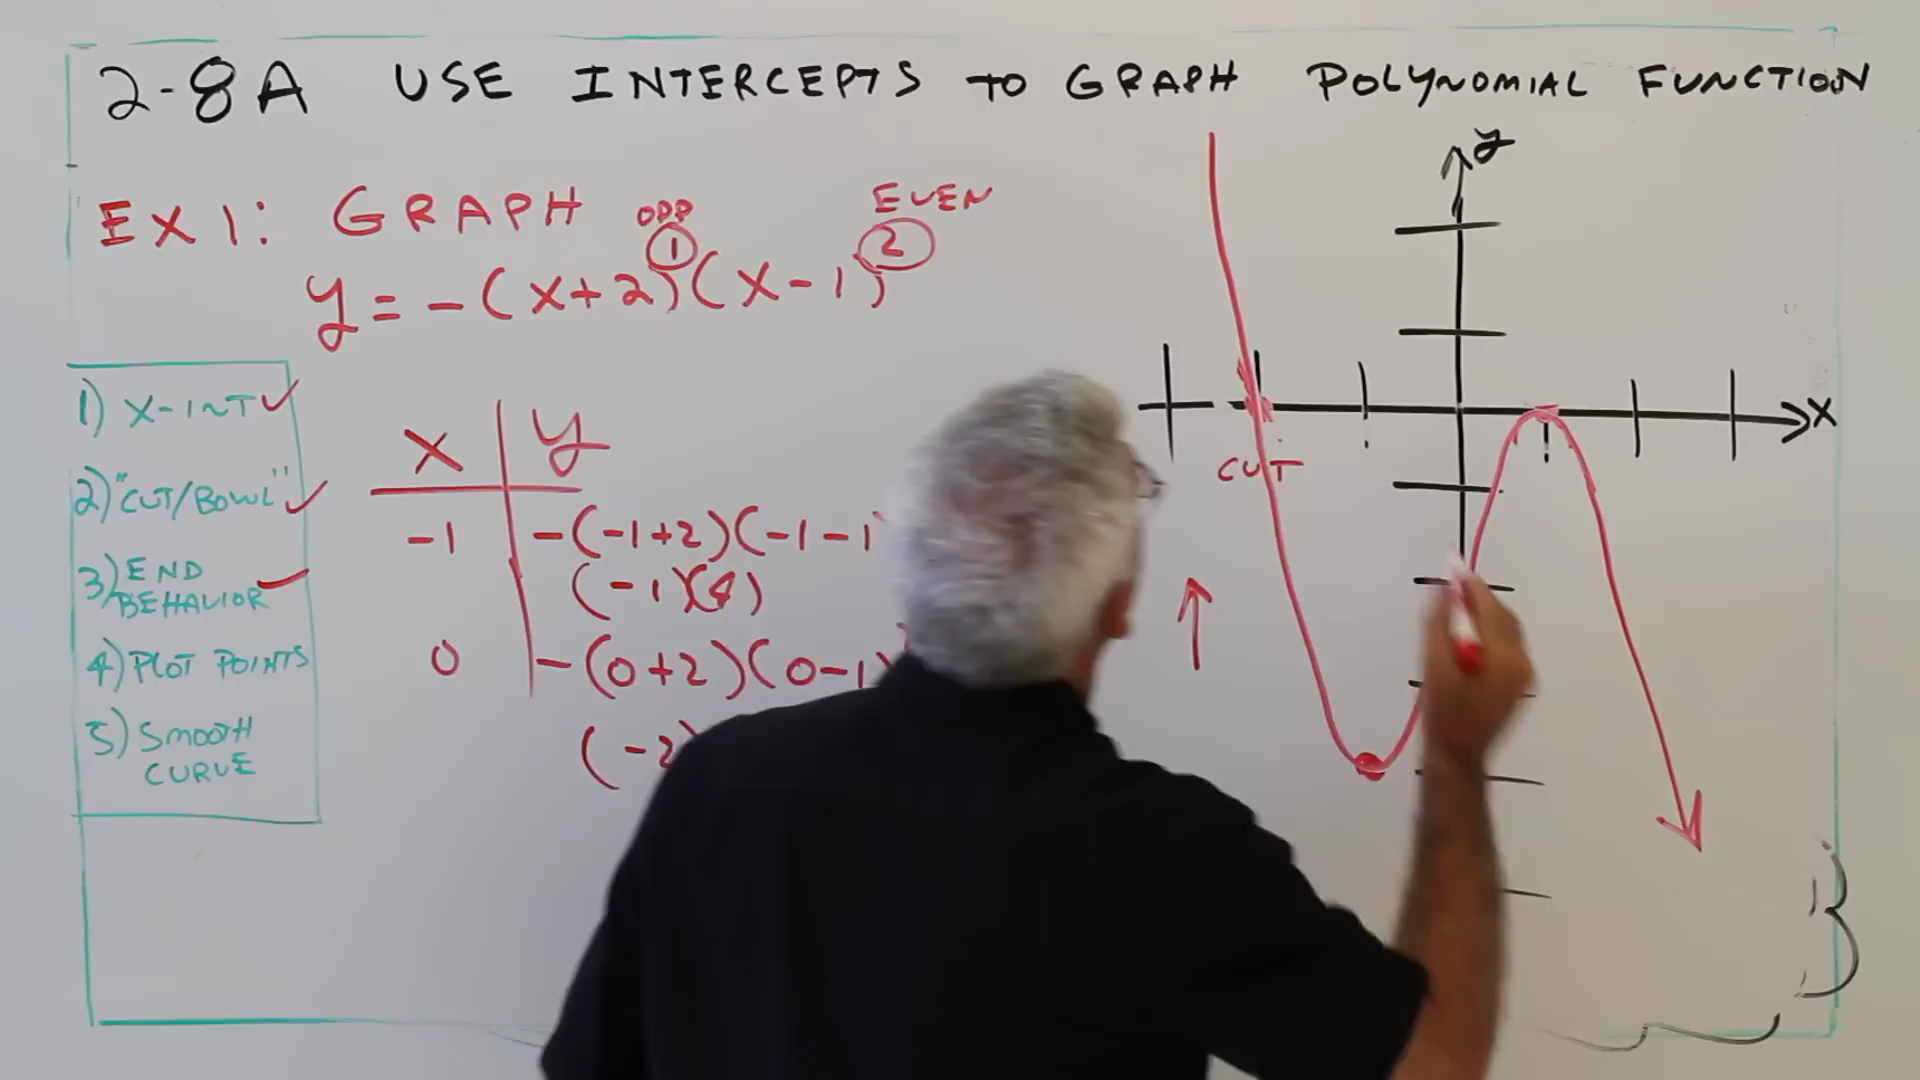 2-8A USE INTERCEPTS TO GRAPH POLYNOMIAL FUNCTION
EX 1: GRAPH
ODD EVEN
y = -(x+2)^1 (x-1)^2
1) X-INT ✓
2) "CUT/BOWL" ✓
3) END
BEHAVIOR ✓
4) PLOT POINTS
5) SMOOTH
CURVE
X y
-1 -(-1+2)(-1-1
(-1)(4)
0 -(0+2)(0-1)
(-2)
y
X
CUT